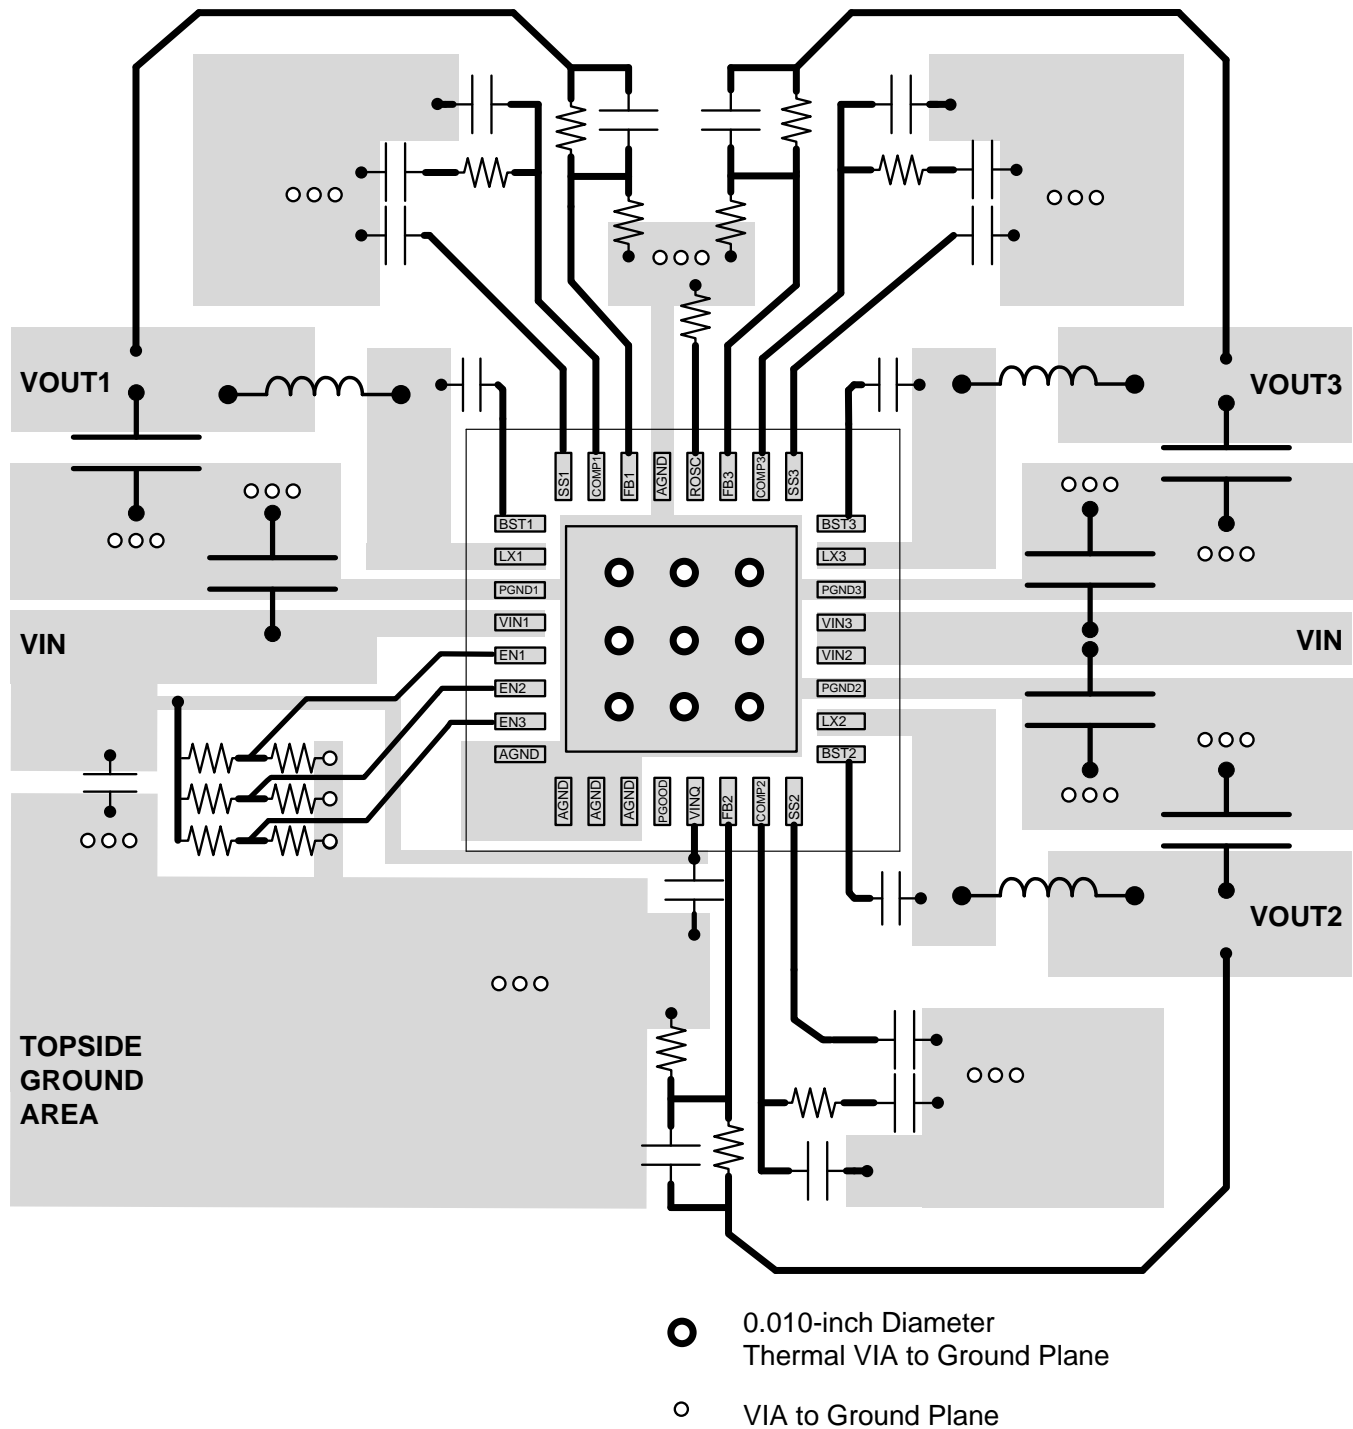 VOUT1
VOUT3
SS1
COMP1
FB1
AGND
ROSC
FB3
COMP3
SS3
BST1
BST3
LX1
LX3
PGND1
PGND3
VIN
VIN1
VIN3
VIN
EN1
VIN2
EN2
PGND2
EN3
LX2
AGND
BST2
AGND
AGND
AGND
PGOOD
VINQ
FB2
COMP2
SS2
VOUT2
TOPSIDE
GROUND
AREA
0.010-inch Diameter
Thermal VIA to Ground Plane
VIA to Ground Plane